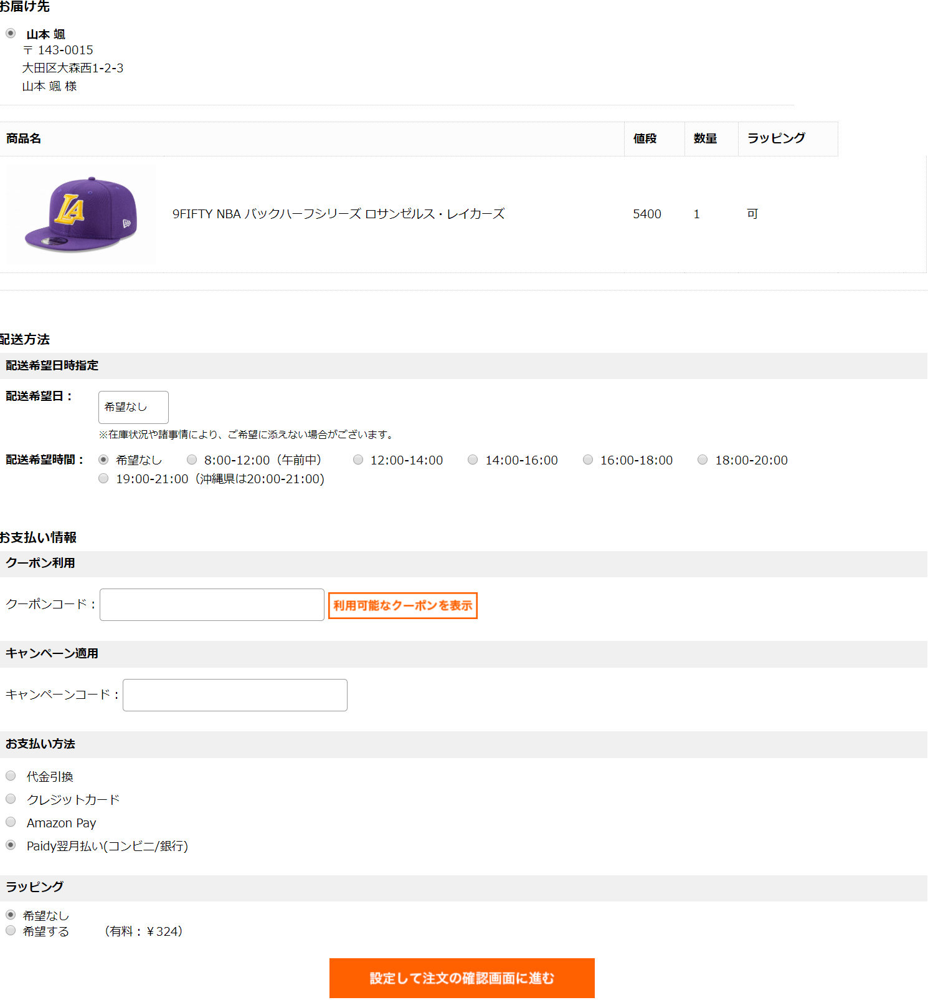 お届け先
山本 颯
〒 143-0015
大田区大森西1-2-3
山本 颯 様
商品名 値段 数量 ラッピング
LA
9FIFTY NBA バックハーフシリーズ ロサンゼルス・レイカーズ 5400 1 可
配送方法
配送希望日時指定
配送希望日： 希望なし
※在庫状況や諸事情により、ご希望に添えない場合がございます。
配送希望時間： 希望なし 8:00-12:00（午前中） 12:00-14:00 14:00-16:00 16:00-18:00 18:00-20:00
19:00-21:00（沖縄県は20:00-21:00)
お支払い情報
クーポン利用
クーポンコード： 利用可能なクーポンを表示
キャンペーン適用
キャンペーンコード：
お支払い方法
代金引換
クレジットカード
Amazon Pay
Paidy翌月払い(コンビニ/銀行)
ラッピング
希望なし
希望する （有料：￥324）
設定して注文の確認画面に進む